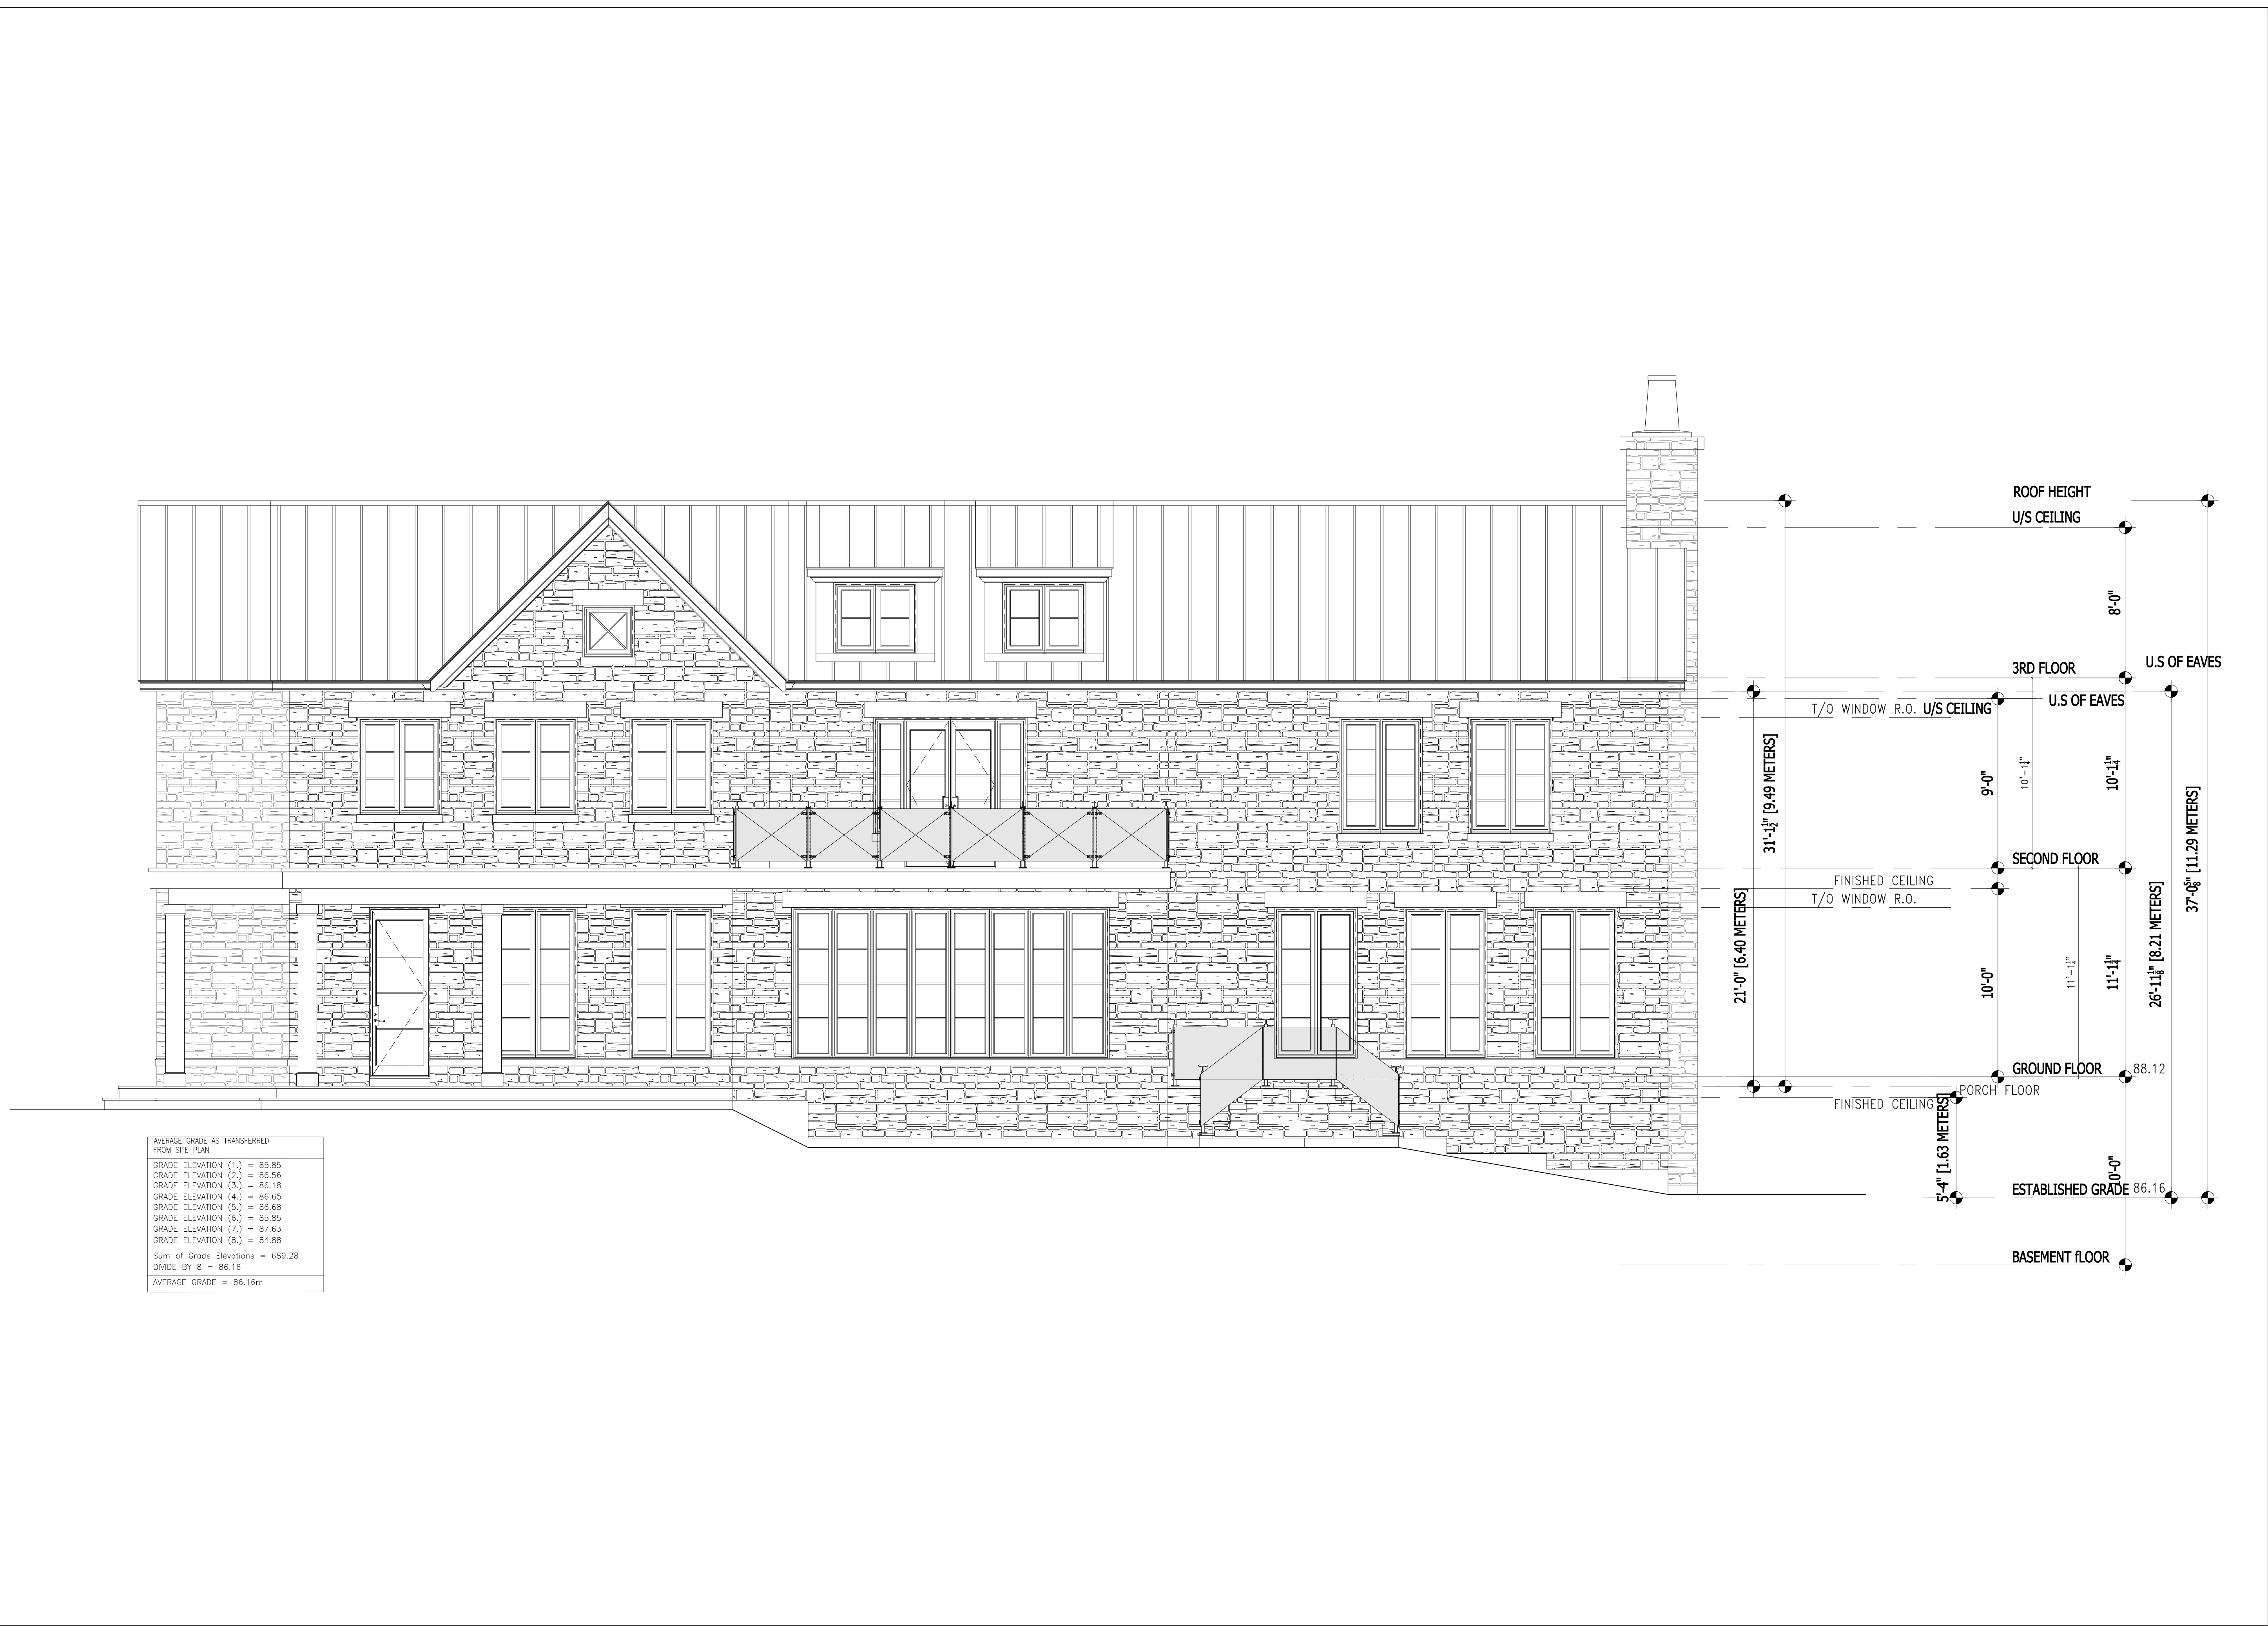 ROOF HEIGHT
U/S CEILING
8'-0"
3RD FLOOR
U.S OF EAVES
U.S OF EAVES
T/O WINDOW R.O.
U/S CEILING
31'-1½" [9.49 METERS]
9'-0"
10'-1¼"
10'-1¼"
37'-0⅝" [11.29 METERS]
SECOND FLOOR
FINISHED CEILING
T/O WINDOW R.O.
21'-0" [6.40 METERS]
10'-0"
11'-1¼"
11'-1¼"
26'-11⅛" [8.21 METERS]
GROUND FLOOR
88.12
PORCH FLOOR
FINISHED CEILING
5'-4" [1.63 METERS]
10'-0"
ESTABLISHED GRADE
86.16
BASEMENT fLOOR
AVERAGE GRADE AS TRANSFERRED
FROM SITE PLAN
GRADE ELEVATION (1.) = 85.85
GRADE ELEVATION (2.) = 86.56
GRADE ELEVATION (3.) = 86.18
GRADE ELEVATION (4.) = 86.65
GRADE ELEVATION (5.) = 86.68
GRADE ELEVATION (6.) = 85.85
GRADE ELEVATION (7.) = 87.63
GRADE ELEVATION (8.) = 84.88
Sum of Grade Elevations = 689.28
DIVIDE BY 8 = 86.16
AVERAGE GRADE = 86.16m